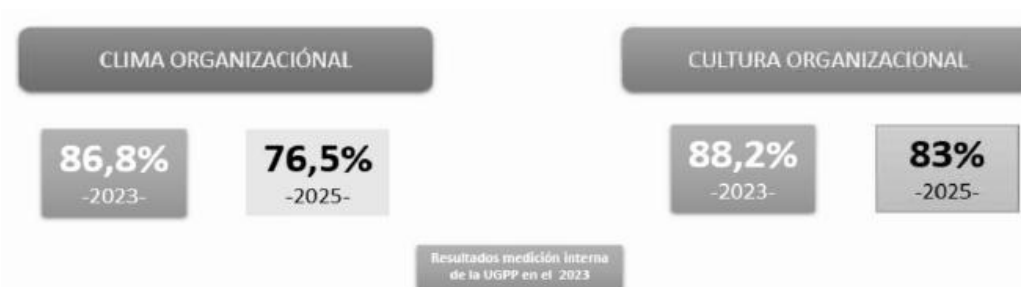 CLIMA ORGANIZACIÓNAL
CULTURA ORGANIZACIONAL
86,8%
-2023-
76,5%
-2025-
88,2%
-2023-
83%
-2025-
Resultados medición interna
de la UGPP en el 2023